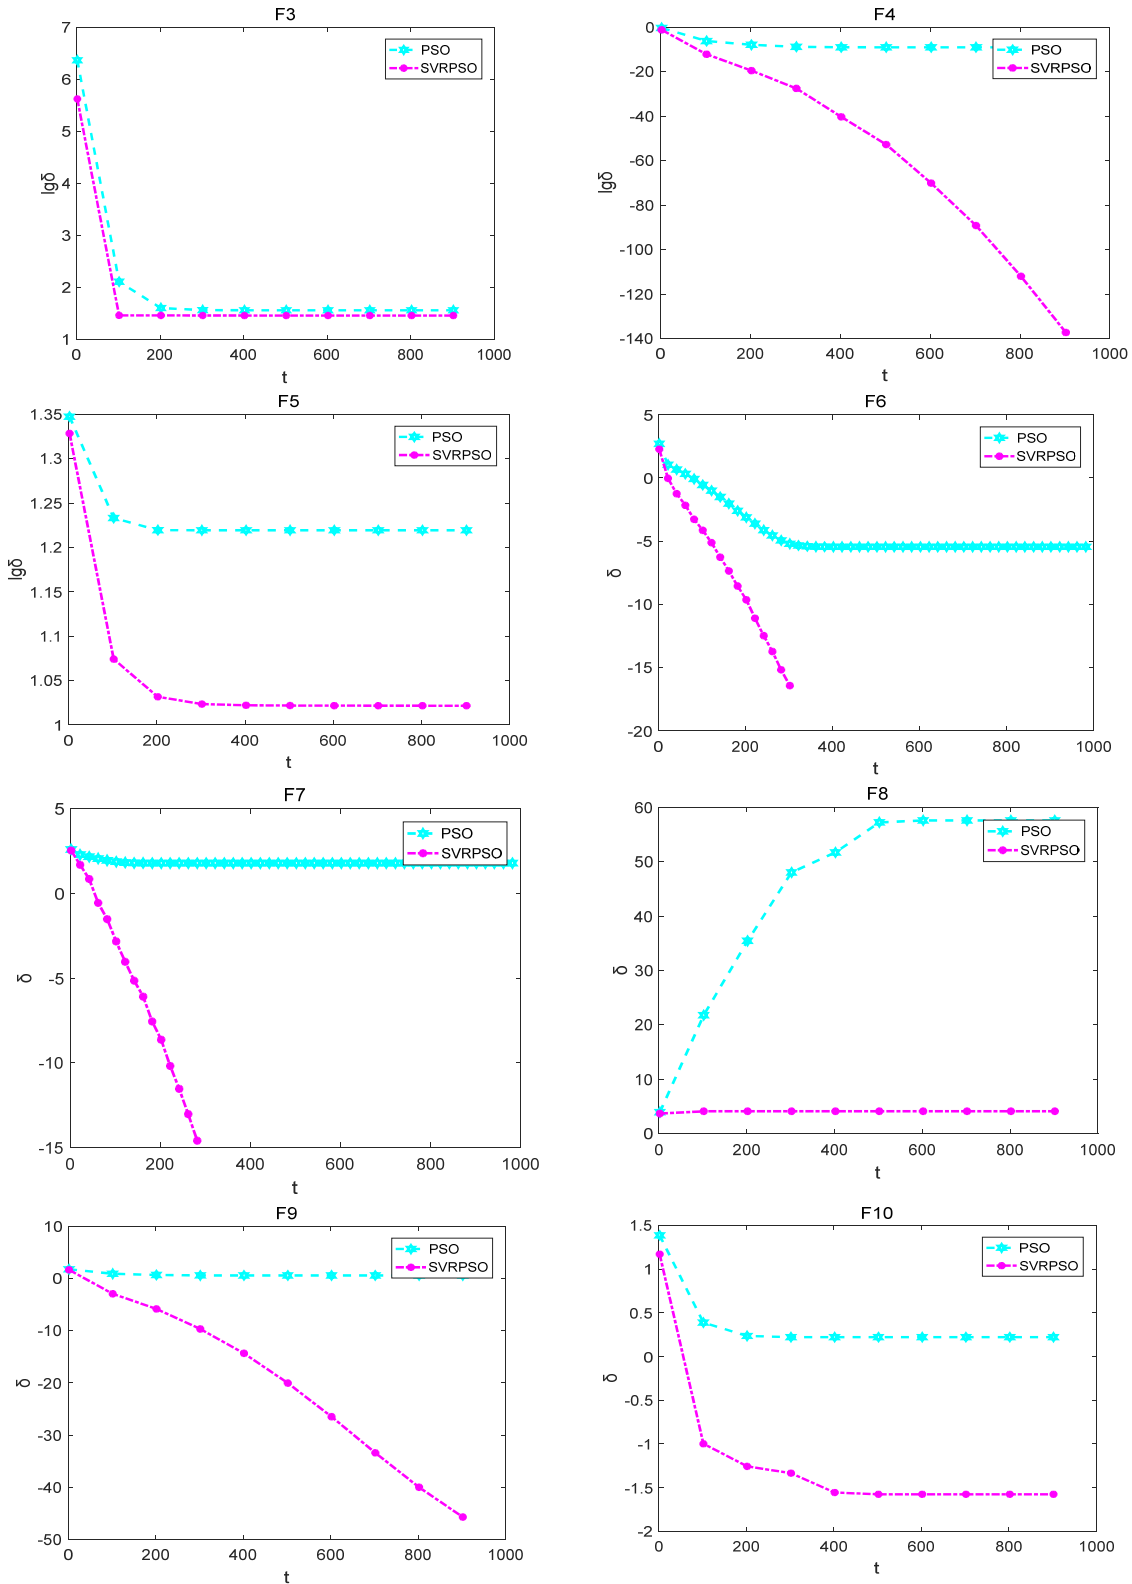 F3
7
6
5
4
3
2
1
lgδ
0 200 400 600 800 1000
t
PSO
SVRPSO
F4
0
-20
-40
-60
-80
-100
-120
-140
lgδ
0 200 400 600 800 1000
t
PSO
SVRPSO
F5
1.35
1.3
1.25
1.2
1.15
1.1
1.05
1
lgδ
0 200 400 600 800 1000
t
PSO
SVRPSO
F6
5
0
-5
-10
-15
-20
δ
0 200 400 600 800 1000
t
PSO
SVRPSO
F7
5
0
-5
-10
-15
δ
0 200 400 600 800 1000
t
PSO
SVRPSO
F8
60
50
40
30
20
10
0
δ
0 200 400 600 800 1000
t
PSO
SVRPSO
F9
10
0
-10
-20
-30
-40
-50
δ
0 200 400 600 800 1000
t
PSO
SVRPSO
F10
1.5
1
0.5
0
-0.5
-1
-1.5
-2
δ
0 200 400 600 800 1000
t
PSO
SVRPSO